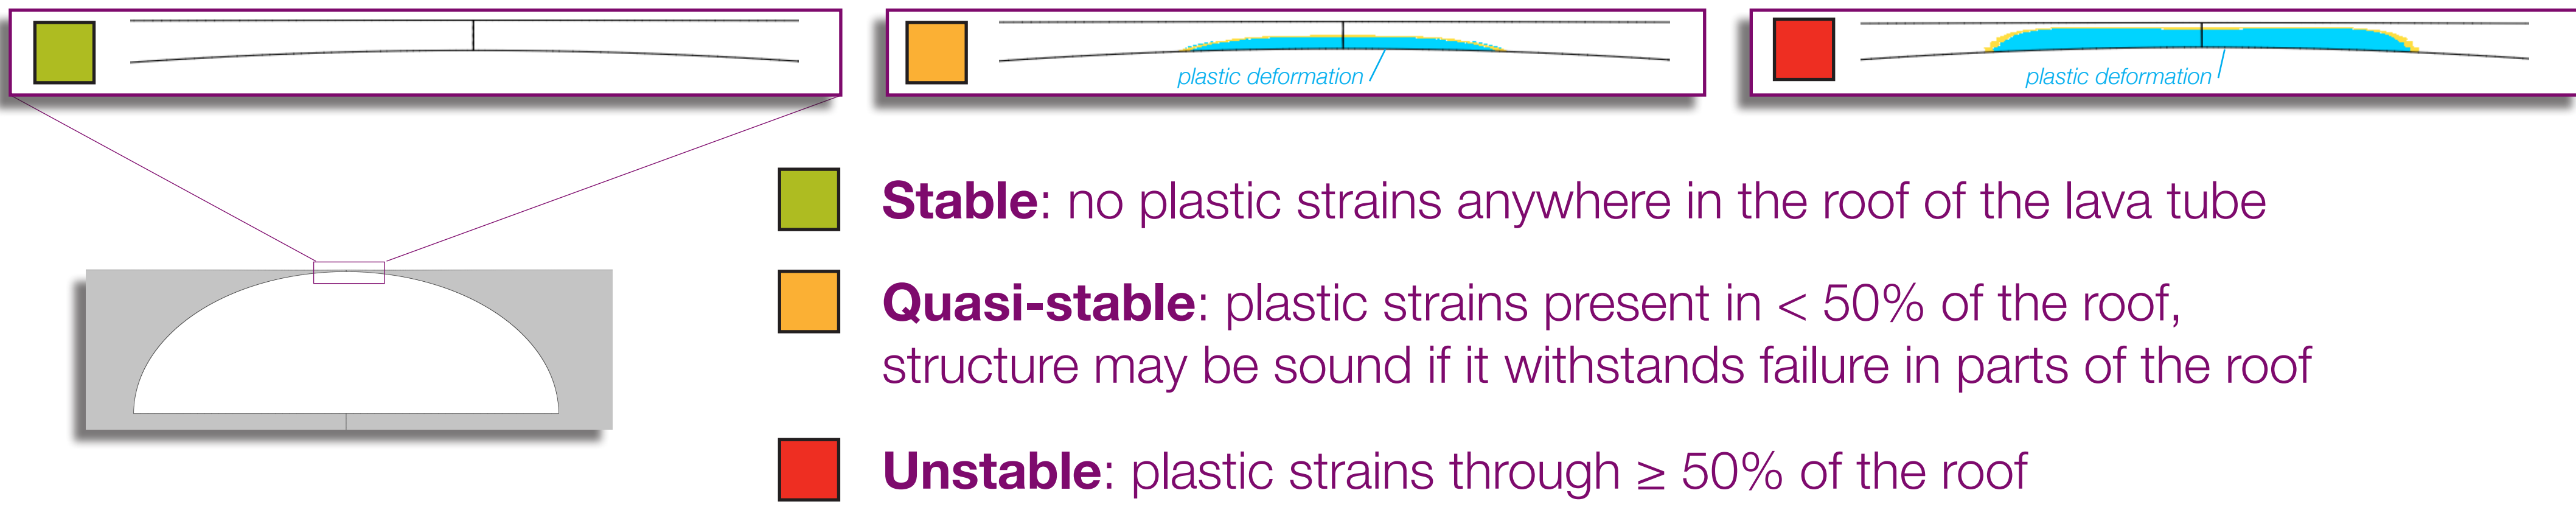 plastic deformation
plastic deformation
Stable: no plastic strains anywhere in the roof of the lava tube
Quasi-stable: plastic strains present in < 50% of the roof,
structure may be sound if it withstands failure in parts of the roof
Unstable: plastic strains through ≥ 50% of the roof